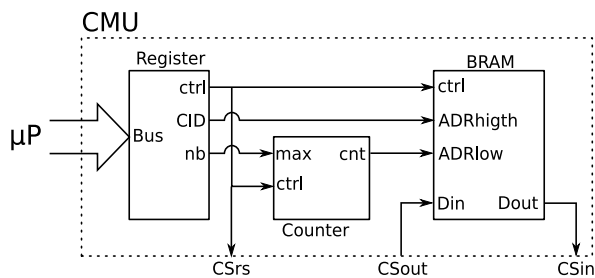 CMU
Register
BRAM
ctrl
ctrl
CID
ADRhigth
µP
Bus
nb
max
cnt
ADRlow
ctrl
Din
Dout
Counter
CSrs
CSout
CSin